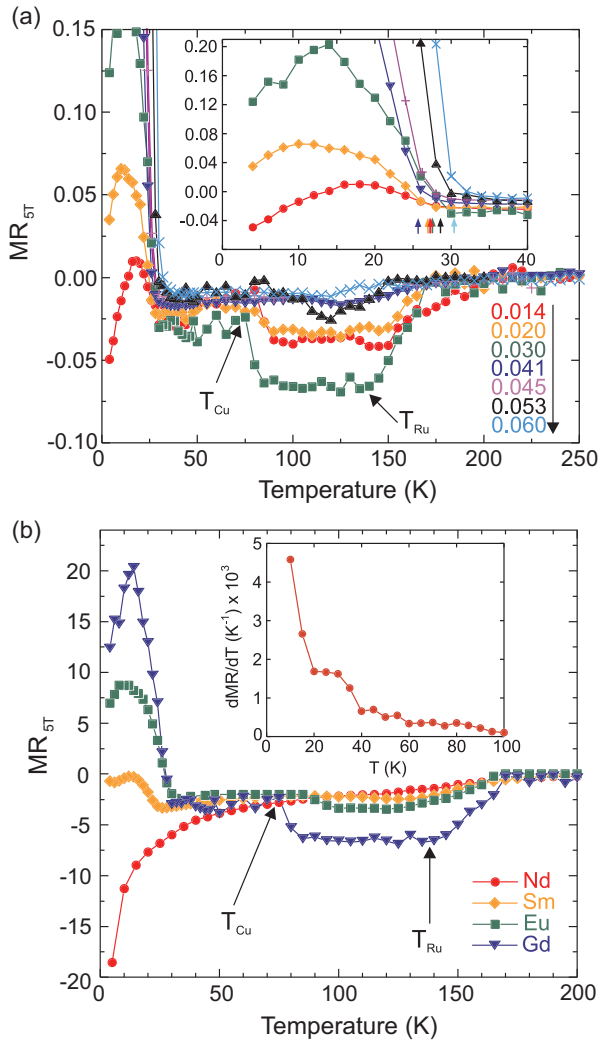 (a)
0.15
0.10
0.05
0.00
-0.05
-0.10
MR5T
0.20
0.16
0.12
0.08
0.04
0.00
-0.04
0 10 20 30 40
TCu
TRu
0.014
0.020
0.030
0.041
0.045
0.053
0.060
0 50 100 150 200 250
Temperature (K)
(b)
20
15
10
5
0
-5
-10
-15
-20
MR5T
5
4
3
2
1
0
dMR/dT (K⁻¹) x 10³
0 20 40 60 80 100
T (K)
TCu
TRu
Nd
Sm
Eu
Gd
0 50 100 150 200
Temperature (K)